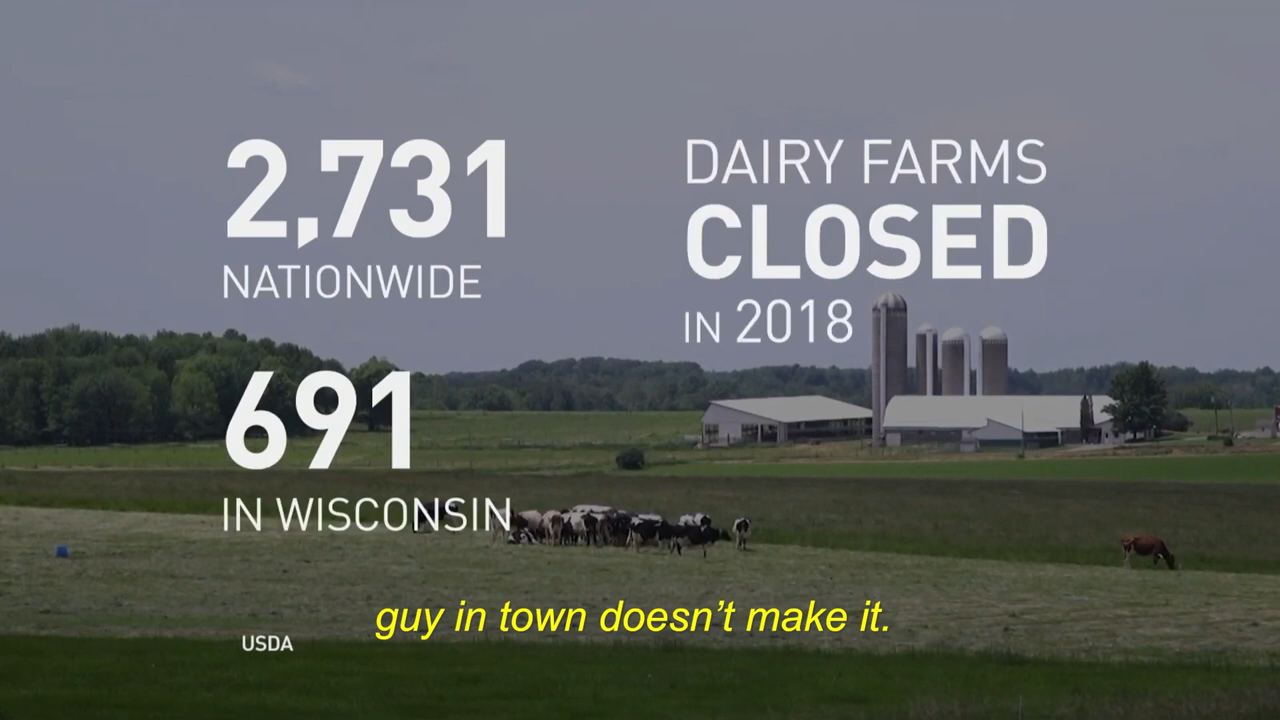 2,731
NATIONWIDE
691
IN WISCONSIN
DAIRY FARMS
CLOSED
IN 2018
guy in town doesn't make it.
USDA